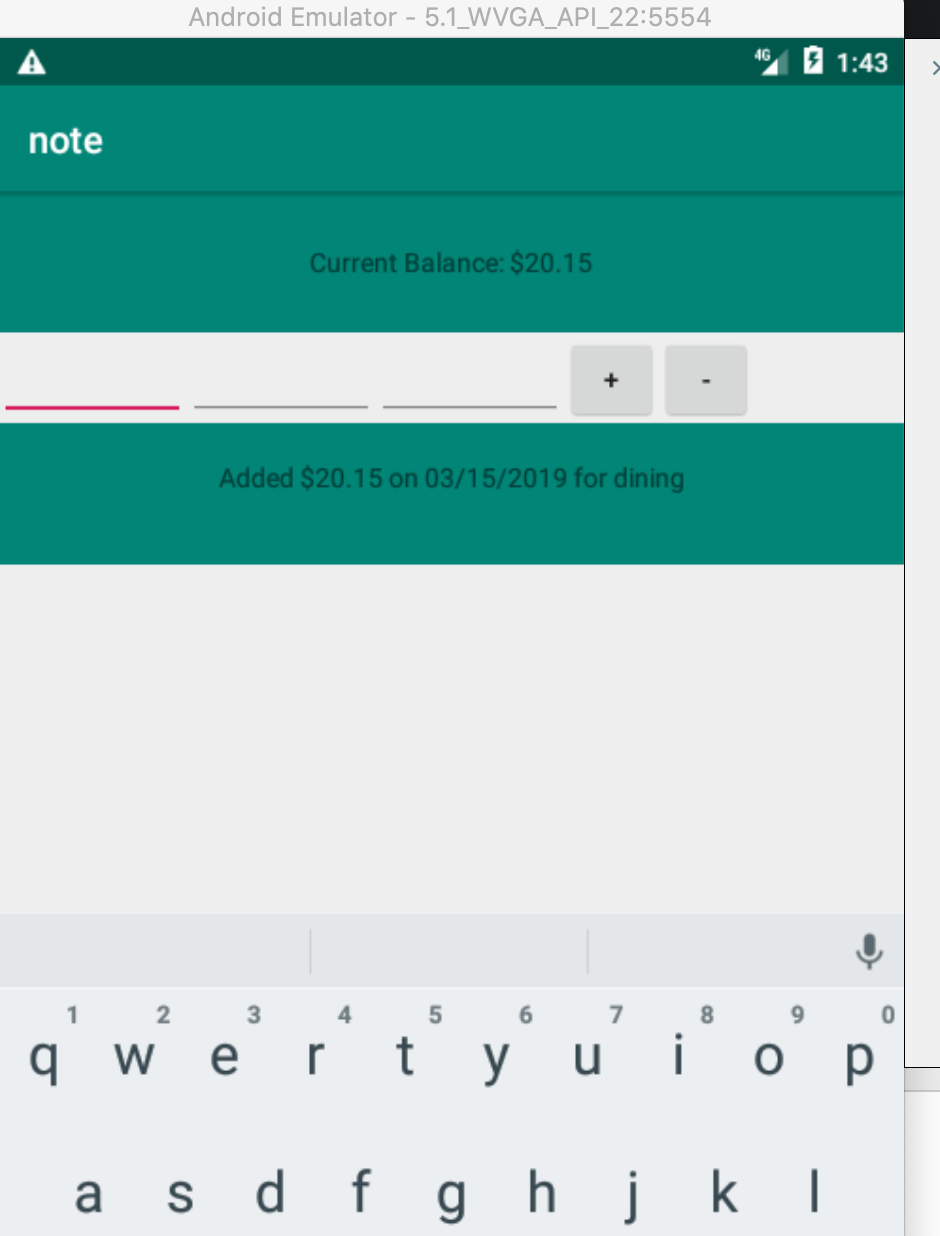 Android Emulator - 5.1_WVGA_API_22:5554
4G 1:43
note
Current Balance: $20.15
+ -
Added $20.15 on 03/15/2019 for dining
1 2 3 4 5 6 7 8 9 0
q w e r t y u i o p
a s d f g h j k l